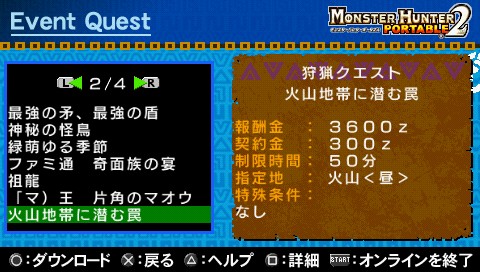 Event Quest
MONSTER HUNTER
PORTABLE 2
L 2/4 R
最強の矛、最強の盾
神秘の怪鳥
緑萌ゆる季節
ファミ通 奇面族の宴
祖龍
「マ」王 片角のマオウ
火山地帯に潜む罠
狩猟クエスト
火山地帯に潜む罠
報酬金 : 3600z
契約金 : 300z
制限時間: 50分
指定地 : 火山<昼>
特殊条件:
なし
○:ダウンロード ×:戻る △:ヘルプ □:詳細 START:オンラインを終了